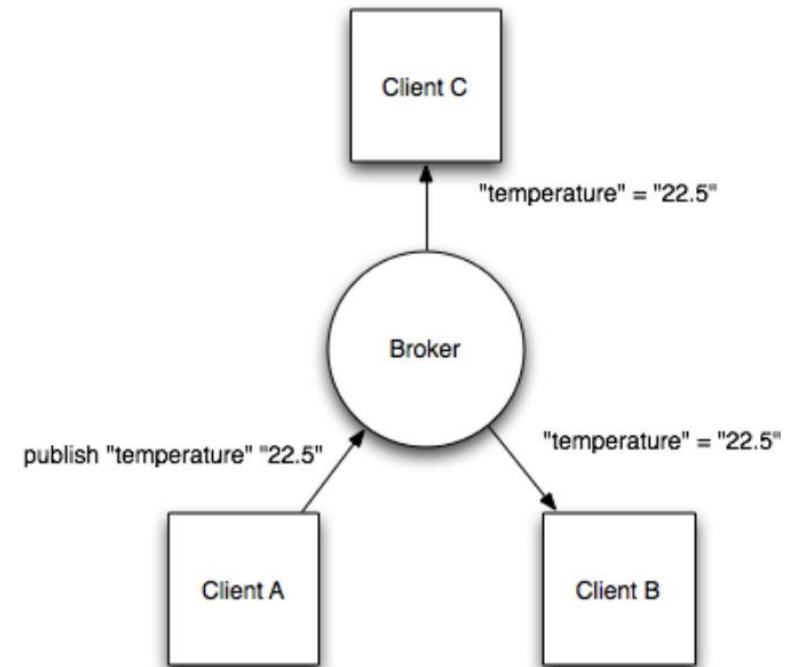 Client C
"temperature" = "22.5"
Broker
publish "temperature" "22.5"
"temperature" = "22.5"
Client A
Client B